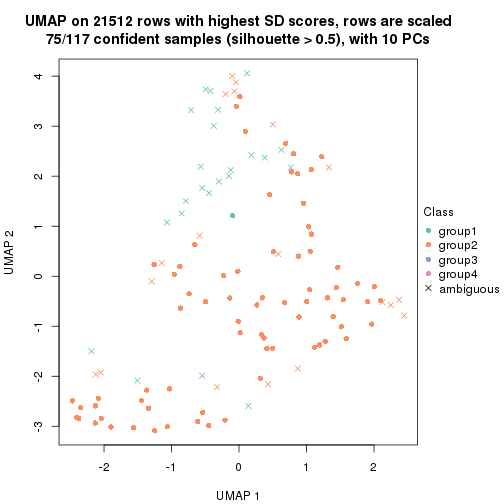 UMAP on 21512 rows with highest SD scores, rows are scaled
75/117 confident samples (silhouette > 0.5), with 10 PCs
4
3
2
1
0
-1
-2
-3
UMAP 2
-2
-1
0
1
2
UMAP 1
Class
group1
group2
group3
group4
ambiguous